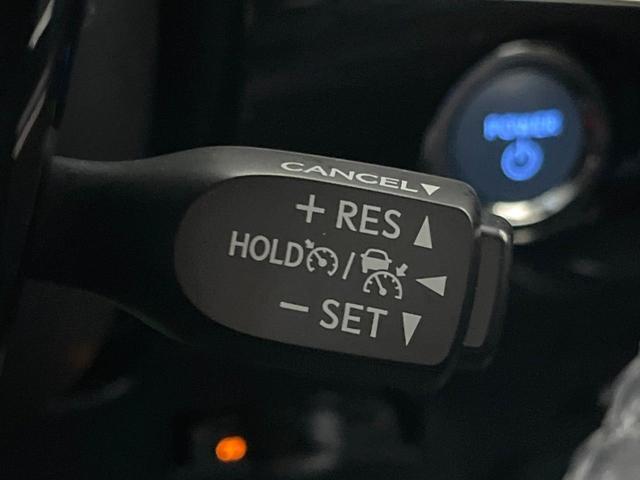 POWER
CANCEL
+ RES
HOLD /
− SET